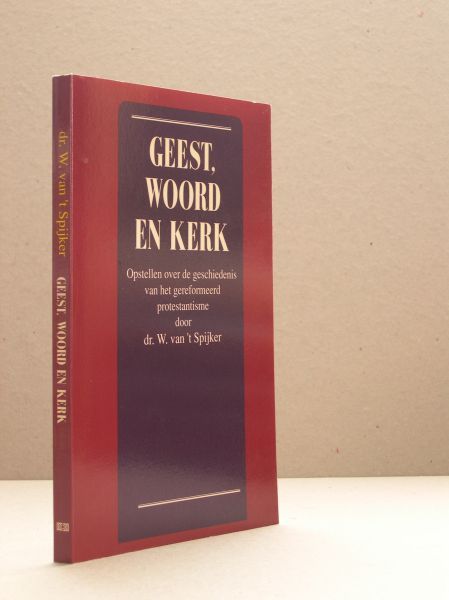 GEEST,
WOORD
EN KERK
Opstellen over de geschiedenis
van het gereformeerd
protestantisme
door
dr. W. van 't Spijker
dr. W. van 't Spijker
GEEST, WOORD EN KERK